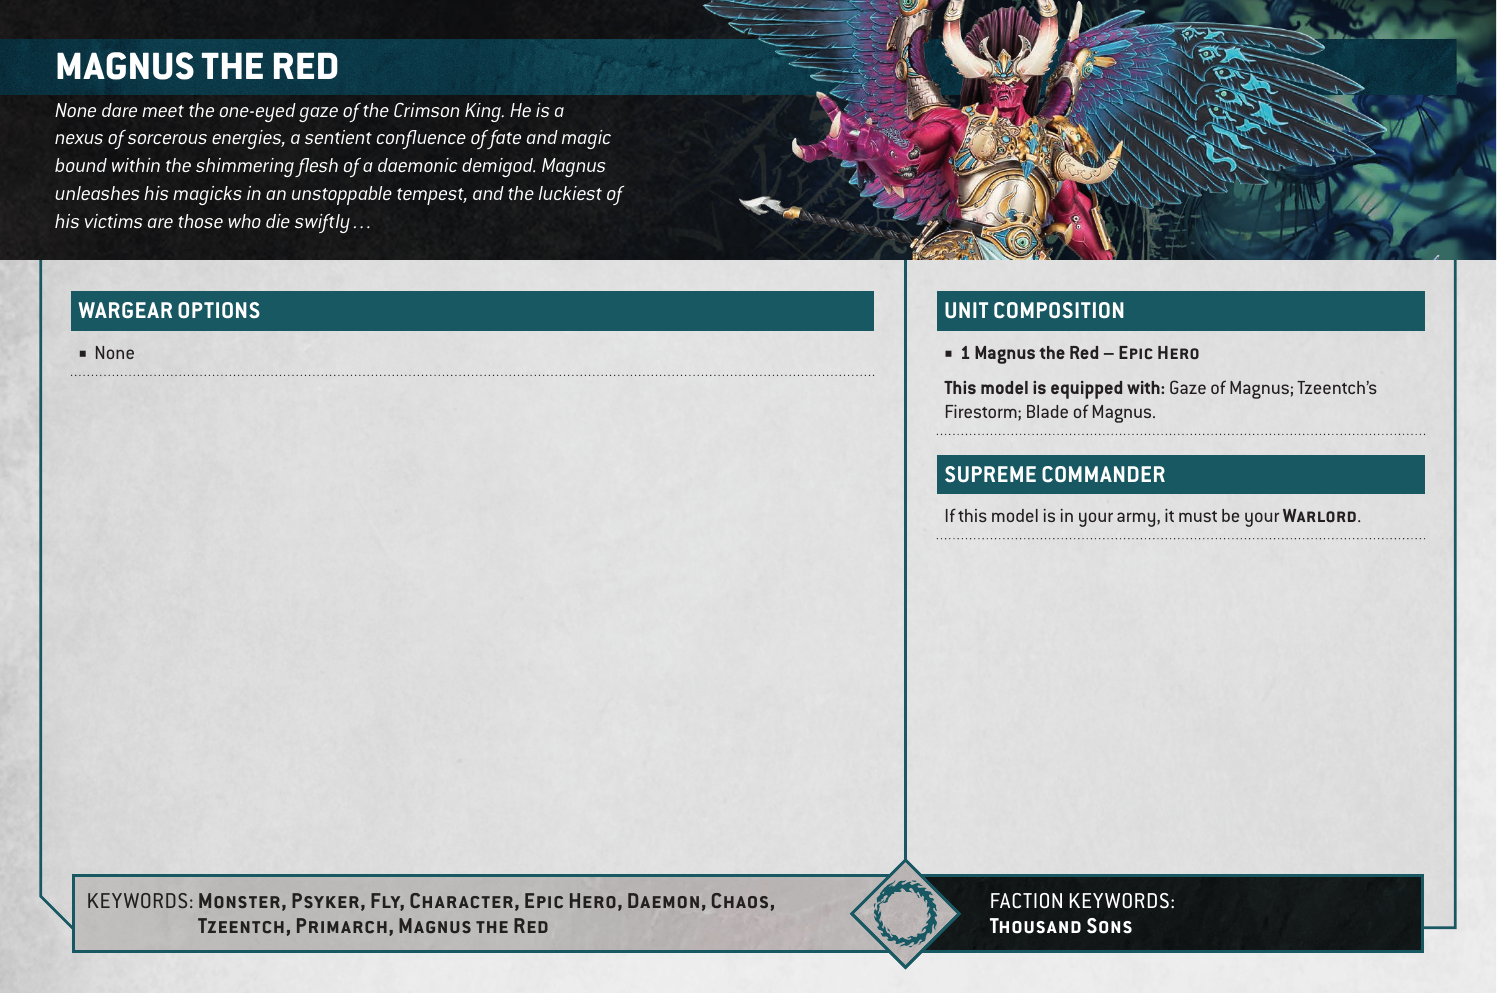 MAGNUS THE RED
None dare meet the one-eyed gaze of the Crimson King. He is a
nexus of sorcerous energies, a sentient confluence of fate and magic
bound within the shimmering flesh of a daemonic demigod. Magnus
unleashes his magicks in an unstoppable tempest, and the luckiest of
his victims are those who die swiftly…
WARGEAR OPTIONS
▪ None
UNIT COMPOSITION
▪ 1 Magnus the Red – EPIC HERO
This model is equipped with: Gaze of Magnus; Tzeentch’s
Firestorm; Blade of Magnus.
SUPREME COMMANDER
If this model is in your army, it must be your WARLORD.
KEYWORDS: MONSTER, PSYKER, FLY, CHARACTER, EPIC HERO, DAEMON, CHAOS,
TZEENTCH, PRIMARCH, MAGNUS THE RED
FACTION KEYWORDS:
THOUSAND SONS